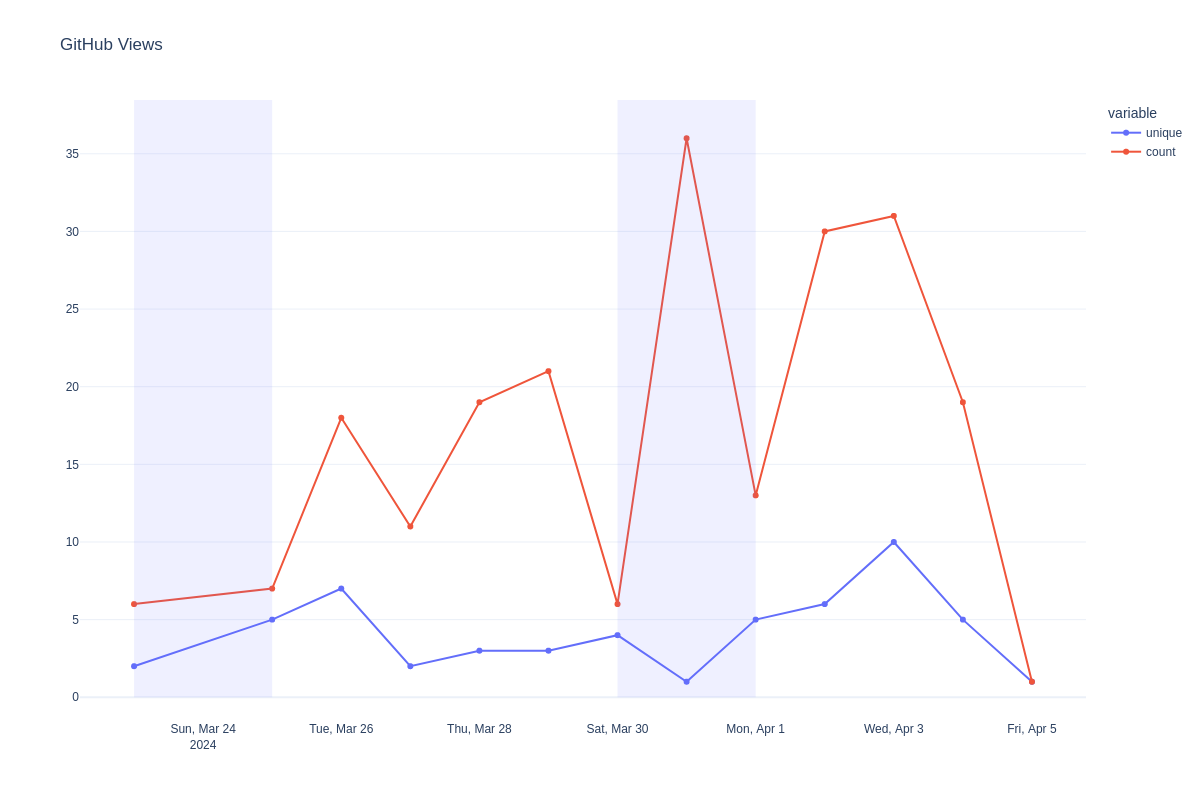 GitHub Views
variable
unique
count
35
30
25
20
15
10
5
0
Sun, Mar 24
2024
Tue, Mar 26
Thu, Mar 28
Sat, Mar 30
Mon, Apr 1
Wed, Apr 3
Fri, Apr 5